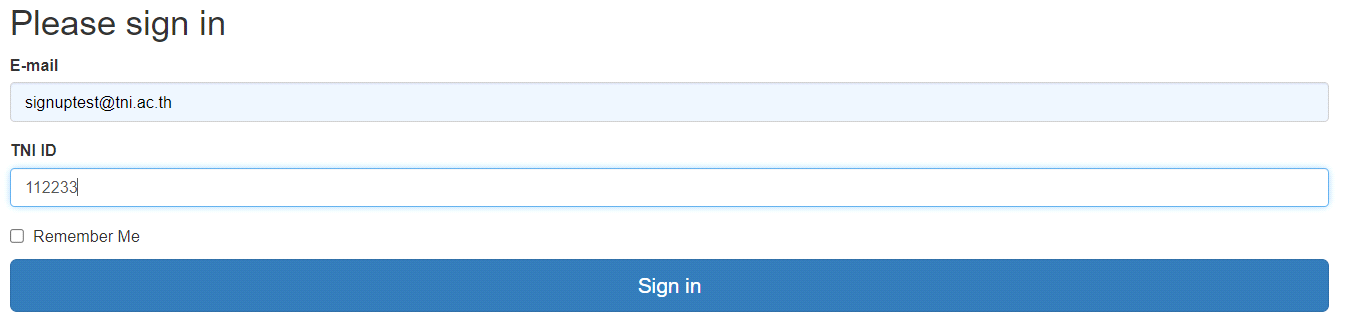 Please sign in
E-mail
signuptest@tni.ac.th
TNI ID
112233
Remember Me
Sign in